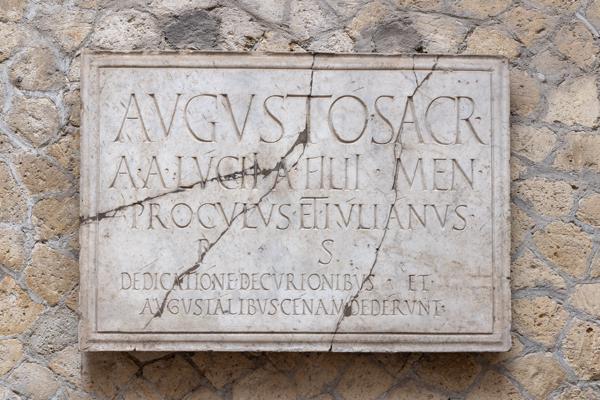 AVGVSTO SACR·
A·A·LVCII·A·FILII·MEN·
PROCVLVS·ET·IVLIANVS·
P S
DEDICATIONE·DECVRIONIBVS·ET
AVGVSTALIBVS·CENAM·DEDERVNT